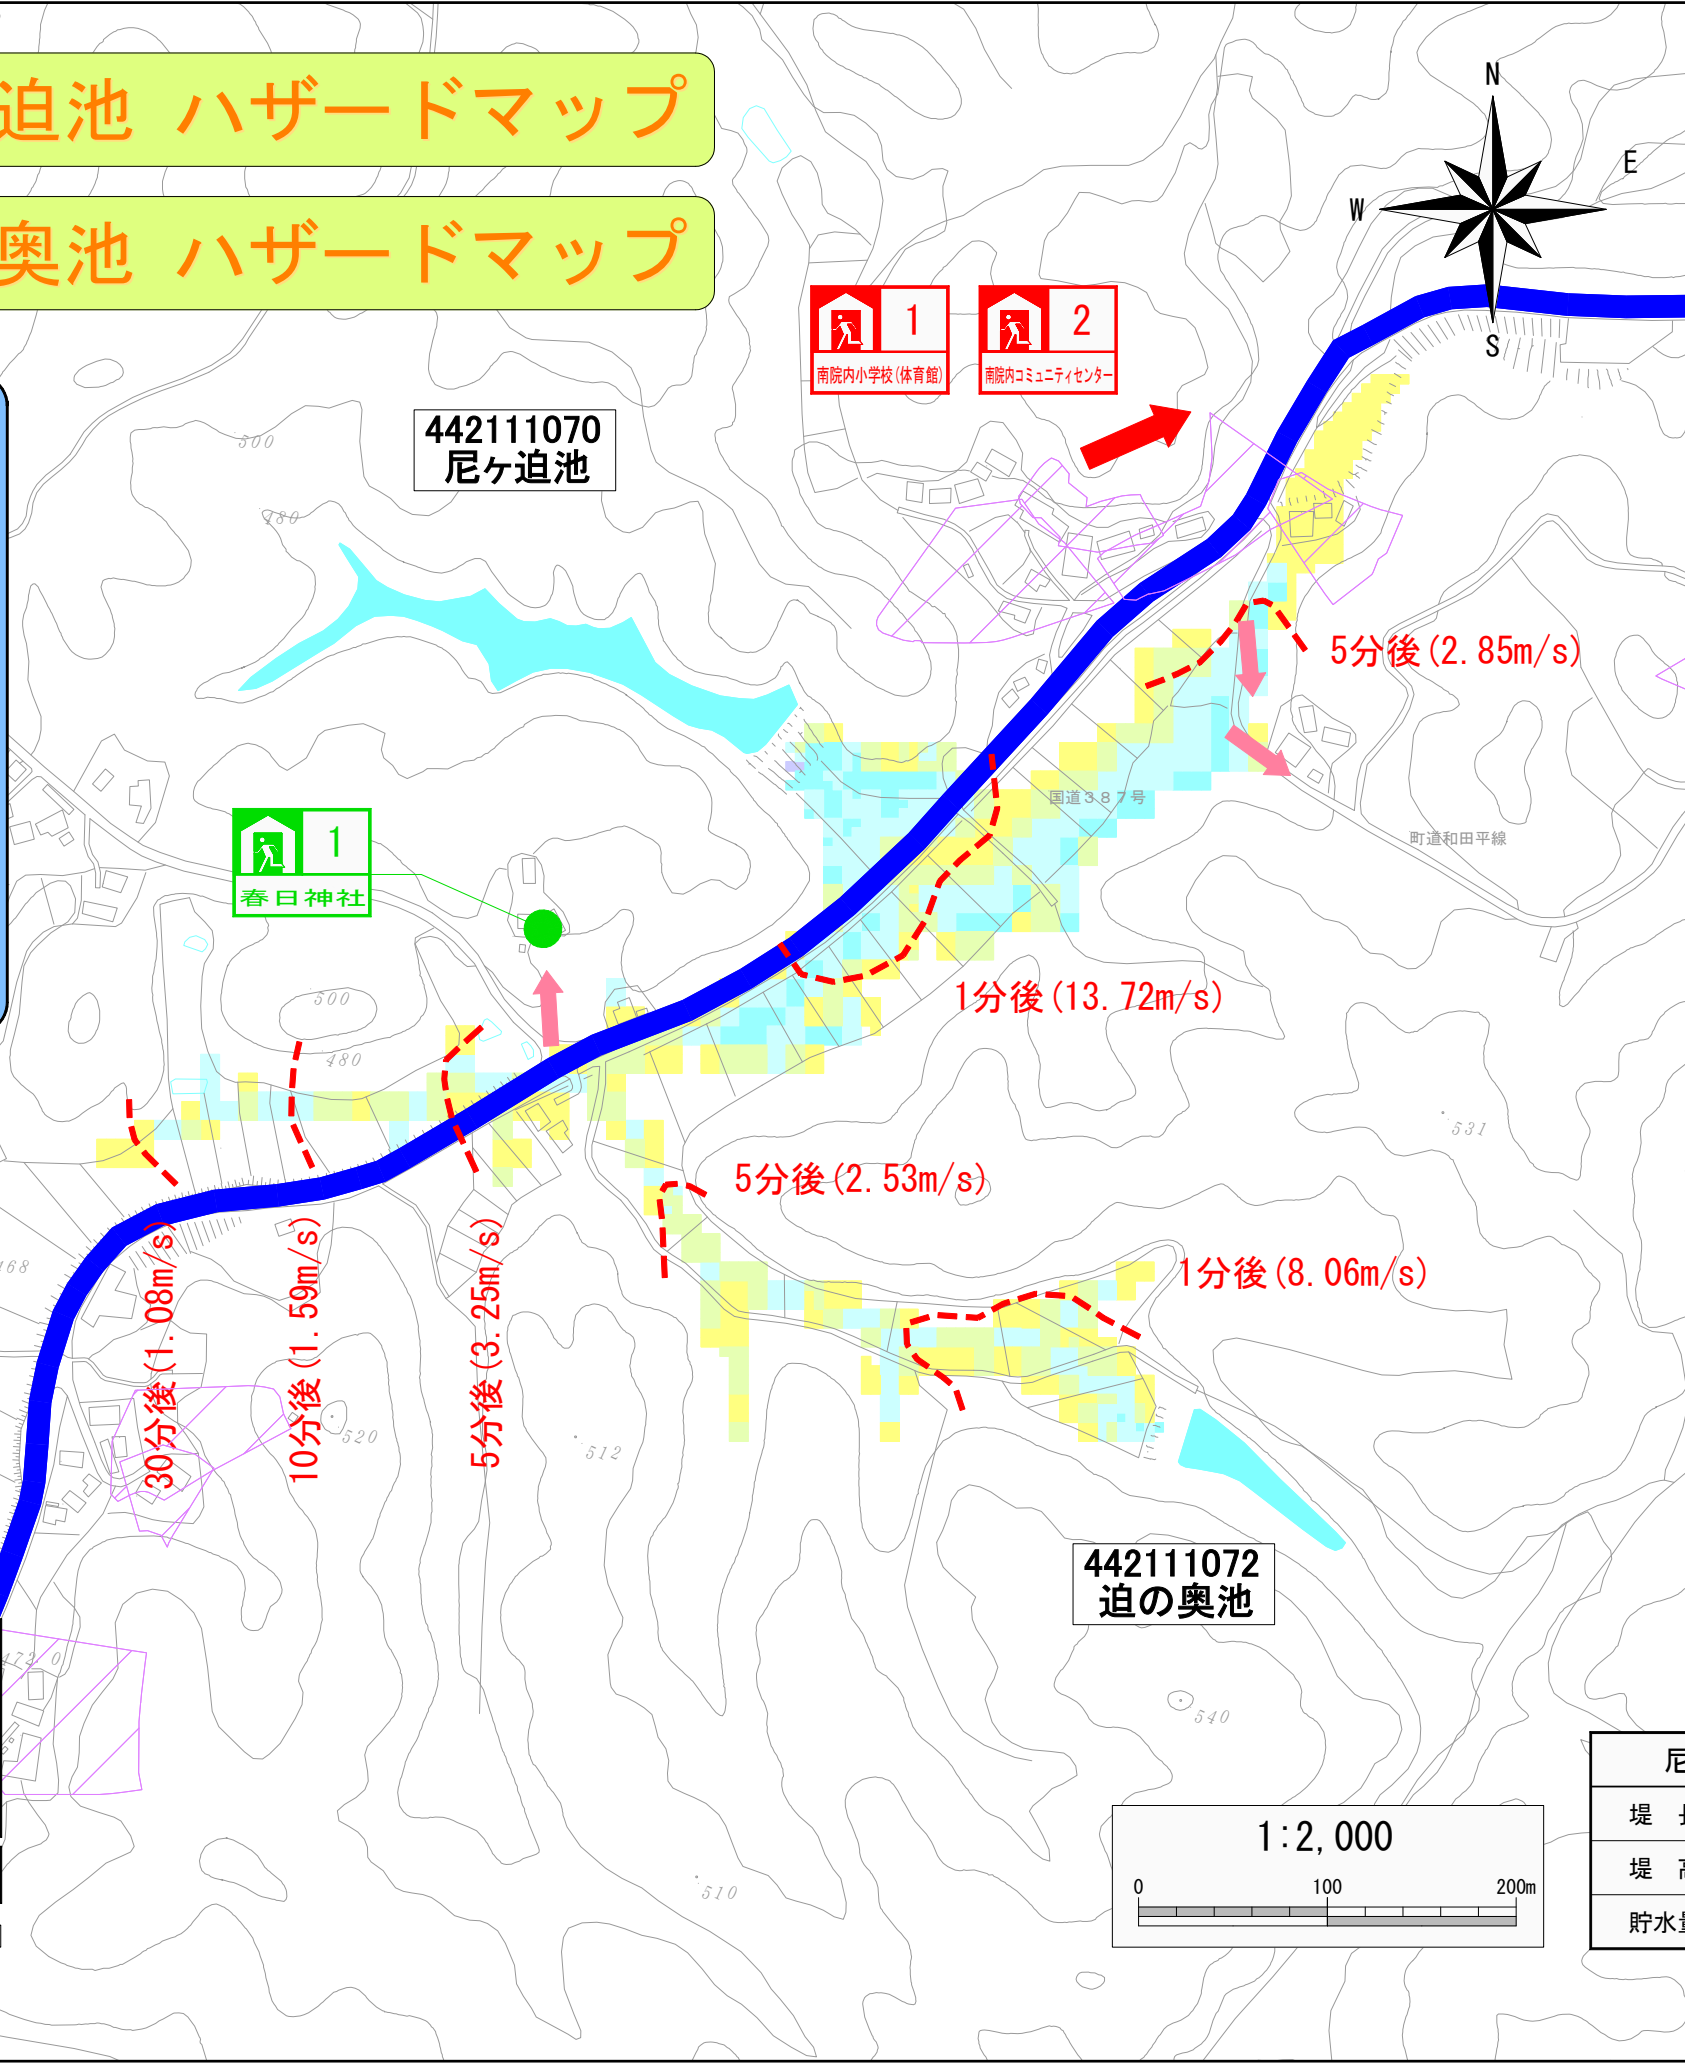 迫池 ハザードマップ
奥池 ハザードマップ
N
E
W
S
1
南院内小学校(体育館)
2
南院内コミュニティセンター
442111070
尼ヶ迫池
500
480
5分後(2.85m/s)
国道387号
町道和田平線
1
春日神社
1分後(13.72m/s)
500
480
531
5分後(2.53m/s)
1分後(8.06m/s)
468
30分後(1.08m/s)
10分後(1.59m/s)
5分後(3.25m/s)
520
512
442111072
迫の奥池
472.0
540
510
1:2,000
0 100 200m
尼
堤
堤
貯水